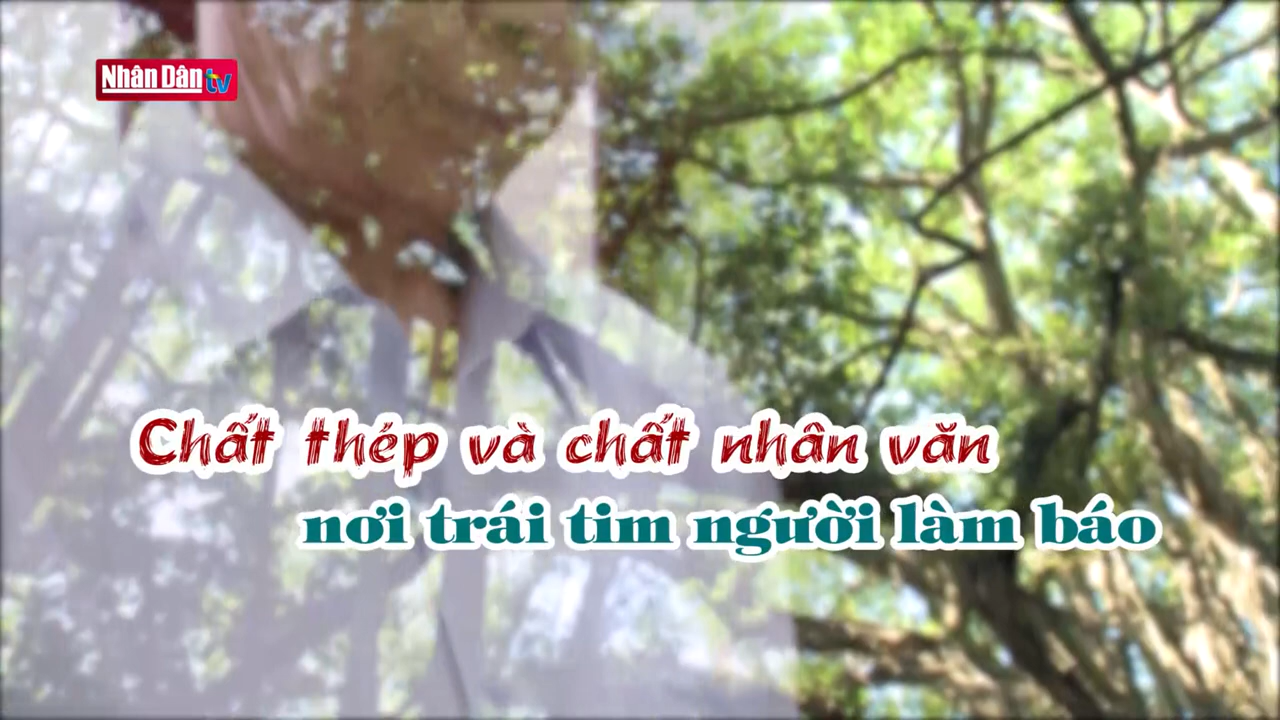 Nhân Dân tv
Chất thép và chất nhân văn
nơi trái tim người làm báo